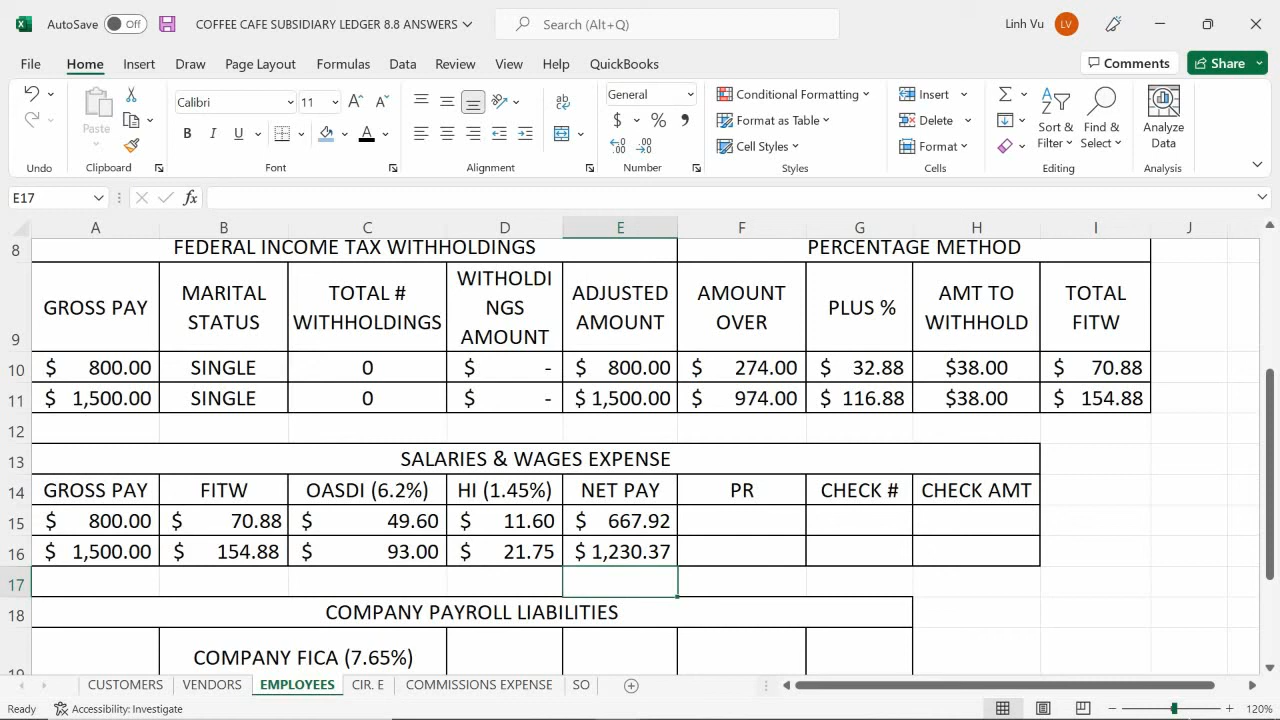 AutoSave Off COFFEE CAFE SUBSIDIARY LEDGER 8.8 ANSWERS Search (Alt+Q) Linh Vu LV
File Home Insert Draw Page Layout Formulas Data Review View Help QuickBooks Comments Share
Paste Calibri 11 General Conditional Formatting Insert
B I U $ % Format as Table Delete Sort & Filter Find & Select Analyze Data
Cell Styles Format
Undo Clipboard Font Alignment Number Styles Cells Editing Analysis
E17 fx
A B C D E F G H I J
8 FEDERAL INCOME TAX WITHHOLDINGS PERCENTAGE METHOD
9 GROSS PAY MARITAL STATUS TOTAL # WITHHOLDINGS WITHOLDI NGS AMOUNT ADJUSTED AMOUNT AMOUNT OVER PLUS % AMT TO WITHHOLD TOTAL FITW
10 $ 800.00 SINGLE 0 $ - $ 800.00 $ 274.00 $ 32.88 $38.00 $ 70.88
11 $ 1,500.00 SINGLE 0 $ - $ 1,500.00 $ 974.00 $ 116.88 $38.00 $ 154.88
12
13 SALARIES & WAGES EXPENSE
14 GROSS PAY FITW OASDI (6.2%) HI (1.45%) NET PAY PR CHECK # CHECK AMT
15 $ 800.00 $ 70.88 $ 49.60 $ 11.60 $ 667.92
16 $ 1,500.00 $ 154.88 $ 93.00 $ 21.75 $ 1,230.37
17
18 COMPANY PAYROLL LIABILITIES
19 COMPANY FICA (7.65%)
CUSTOMERS VENDORS EMPLOYEES CIR. E COMMISSIONS EXPENSE SO
Ready Accessibility: Investigate 120%